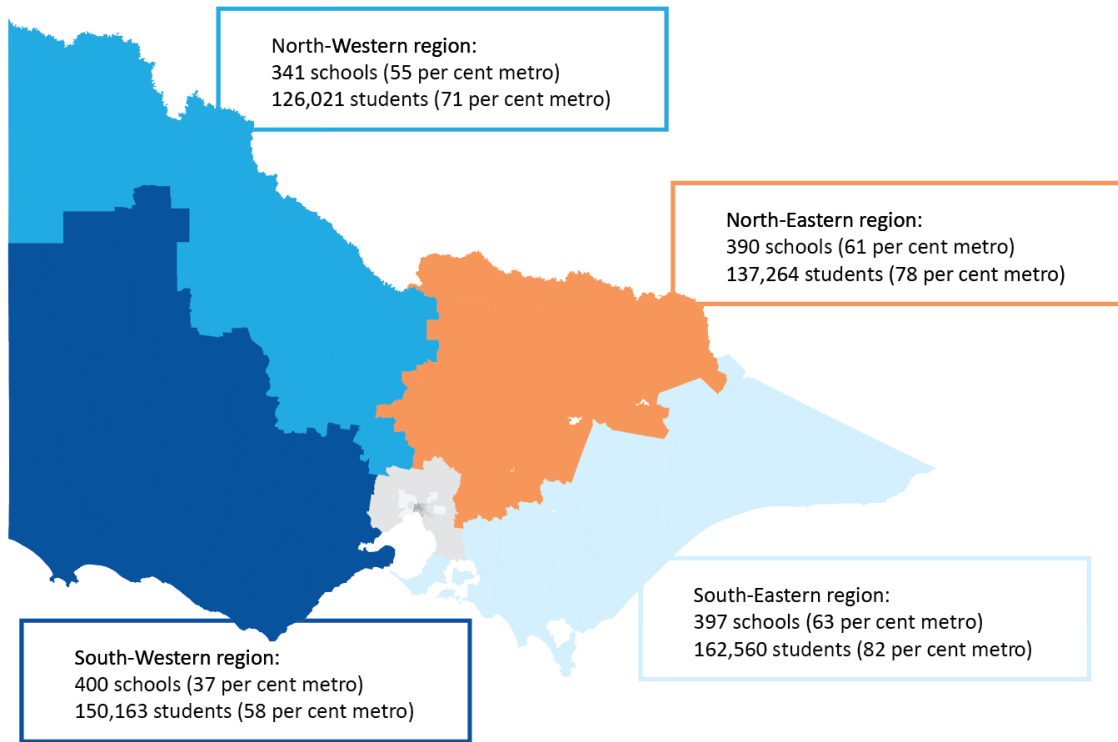 North-Western region:
341 schools (55 per cent metro)
126,021 students (71 per cent metro)
North-Eastern region:
390 schools (61 per cent metro)
137,264 students (78 per cent metro)
South-Eastern region:
397 schools (63 per cent metro)
162,560 students (82 per cent metro)
South-Western region:
400 schools (37 per cent metro)
150,163 students (58 per cent metro)